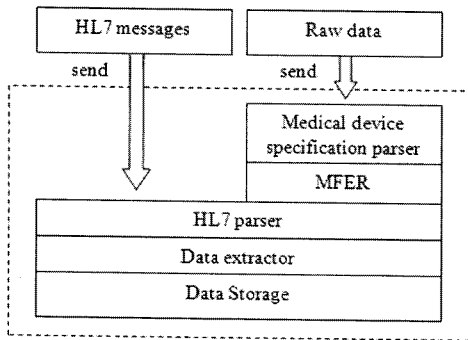 HL7 messages
Raw data
send
send
Medical device
specification parser
MFER
HL7 parser
Data extractor
Data Storage